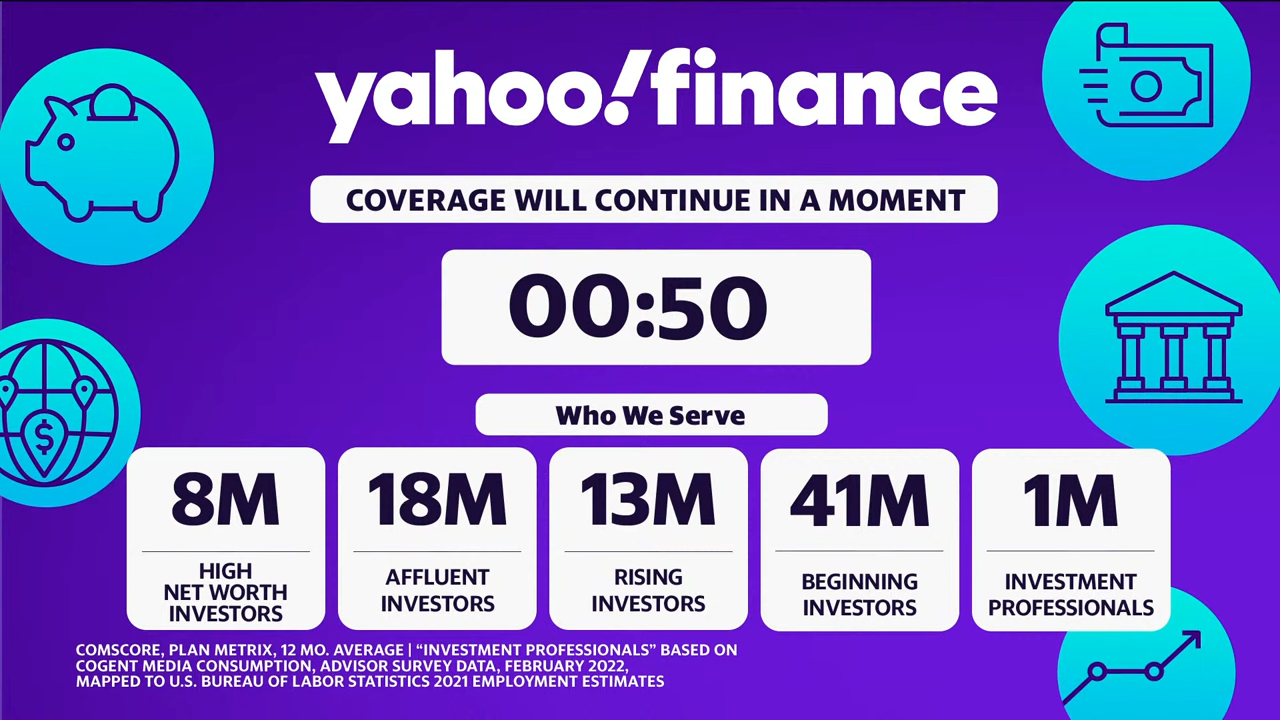 yahoo!finance
COVERAGE WILL CONTINUE IN A MOMENT
00:50
Who We Serve
8M
HIGH
NET WORTH
INVESTORS
18M
AFFLUENT
INVESTORS
13M
RISING
INVESTORS
41M
BEGINNING
INVESTORS
1M
INVESTMENT
PROFESSIONALS
$
COMSCORE, PLAN METRIX, 12 MO. AVERAGE | “INVESTMENT PROFESSIONALS” BASED ON
COGENT MEDIA CONSUMPTION, ADVISOR SURVEY DATA, FEBRUARY 2022,
MAPPED TO U.S. BUREAU OF LABOR STATISTICS 2021 EMPLOYMENT ESTIMATES